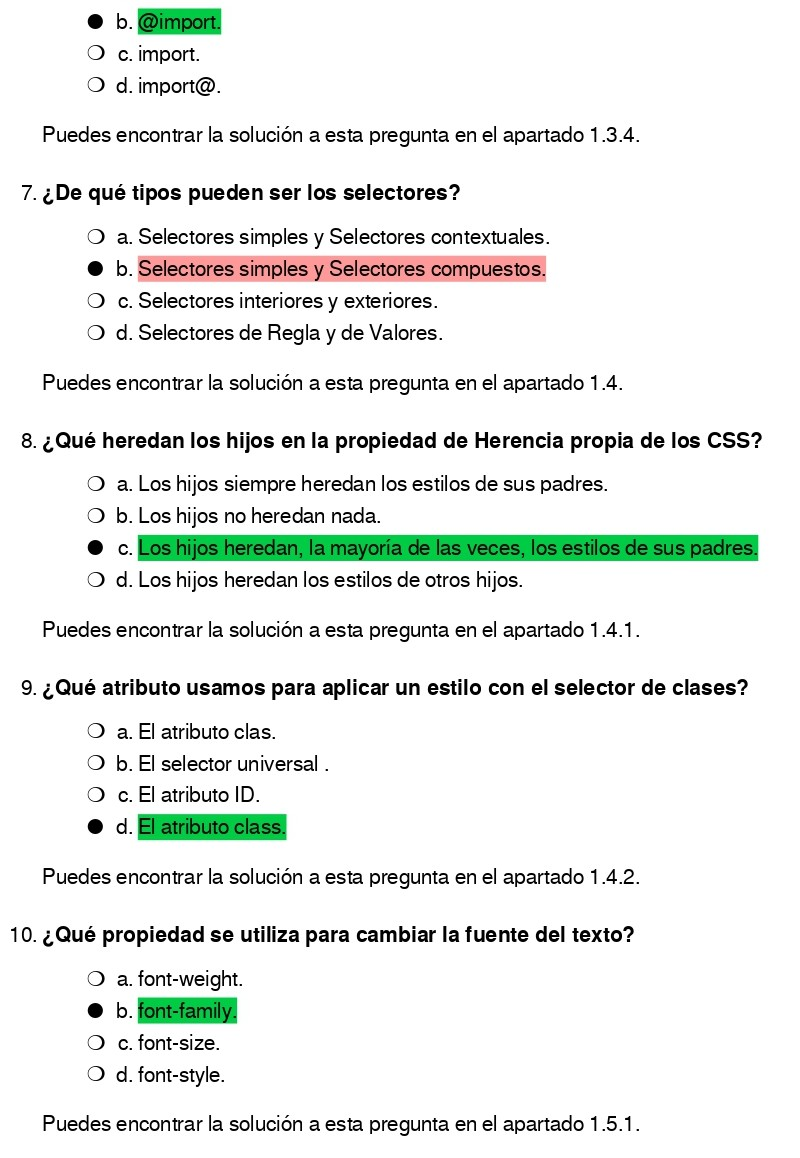 b. @import.
c. import.
d. import@.
Puedes encontrar la solución a esta pregunta en el apartado 1.3.4.
7. ¿De qué tipos pueden ser los selectores?
a. Selectores simples y Selectores contextuales.
b. Selectores simples y Selectores compuestos.
c. Selectores interiores y exteriores.
d. Selectores de Regla y de Valores.
Puedes encontrar la solución a esta pregunta en el apartado 1.4.
8. ¿Qué heredan los hijos en la propiedad de Herencia propia de los CSS?
a. Los hijos siempre heredan los estilos de sus padres.
b. Los hijos no heredan nada.
c. Los hijos heredan, la mayoría de las veces, los estilos de sus padres.
d. Los hijos heredan los estilos de otros hijos.
Puedes encontrar la solución a esta pregunta en el apartado 1.4.1.
9. ¿Qué atributo usamos para aplicar un estilo con el selector de clases?
a. El atributo clas.
b. El selector universal .
c. El atributo ID.
d. El atributo class.
Puedes encontrar la solución a esta pregunta en el apartado 1.4.2.
10. ¿Qué propiedad se utiliza para cambiar la fuente del texto?
a. font-weight.
b. font-family.
c. font-size.
d. font-style.
Puedes encontrar la solución a esta pregunta en el apartado 1.5.1.